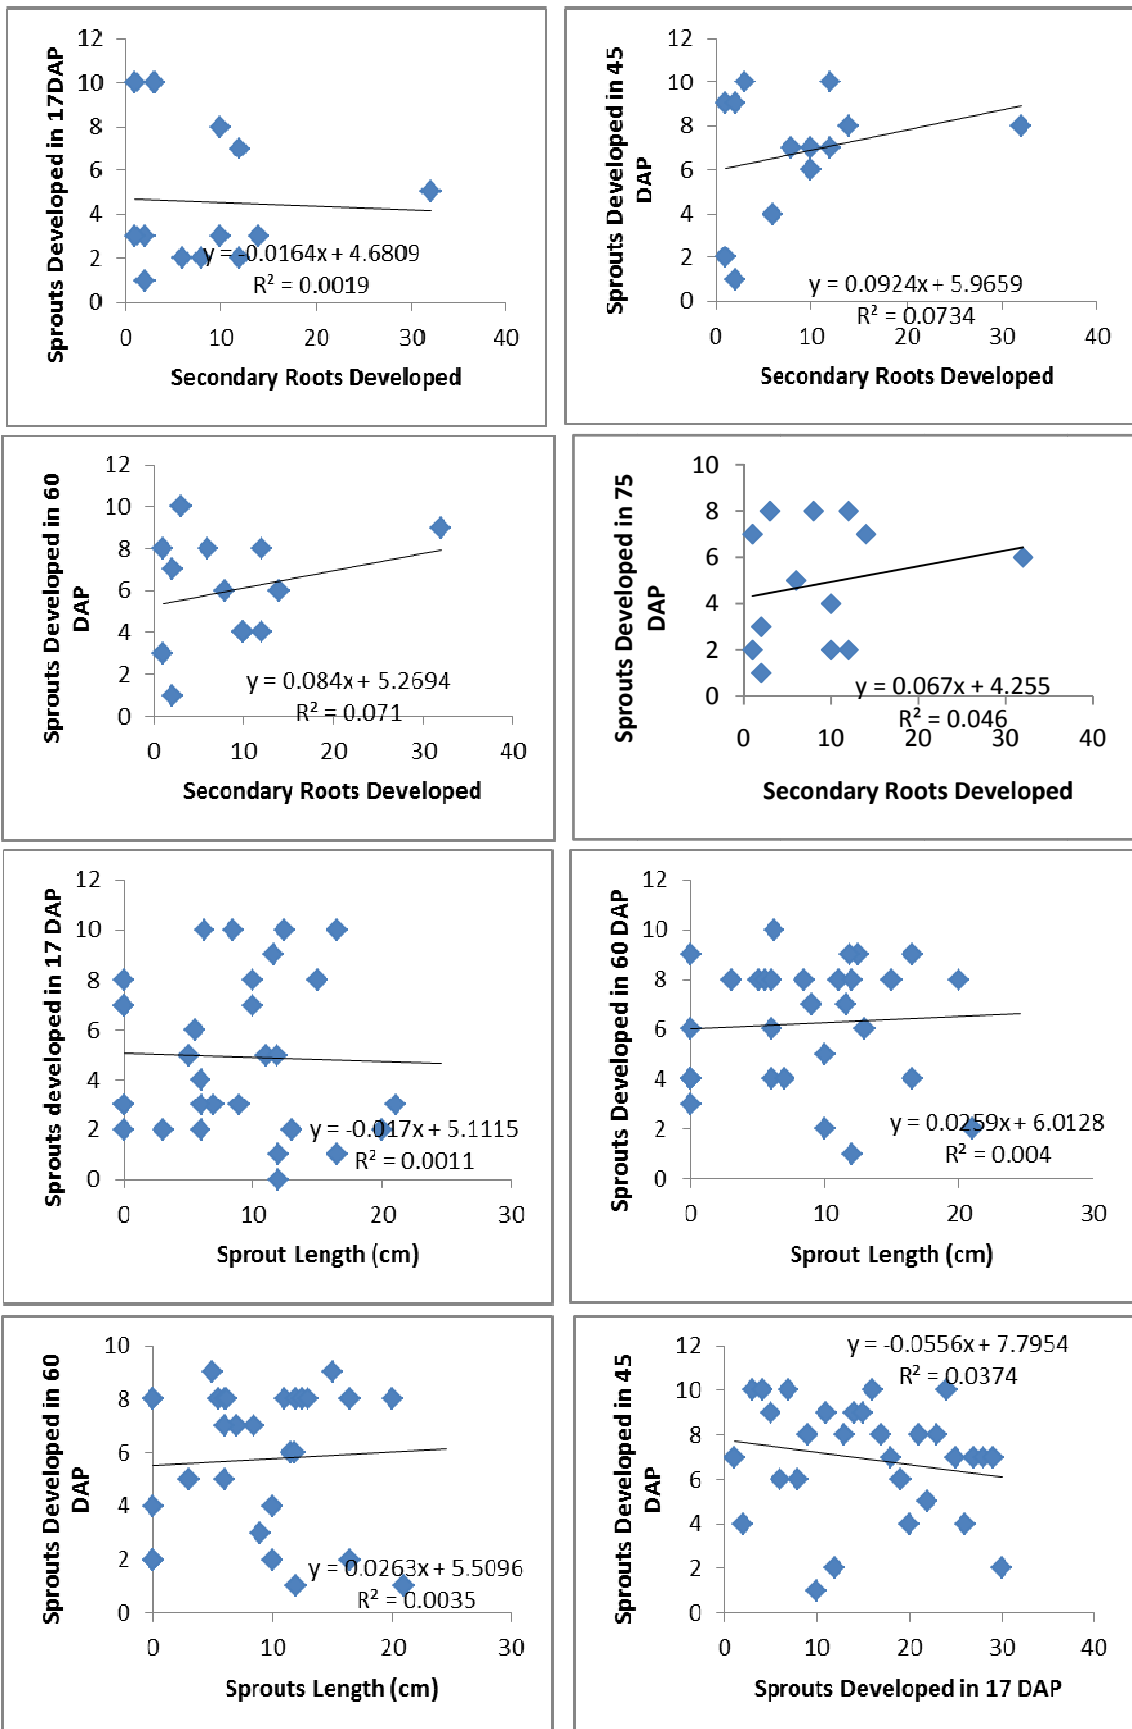 Sprouts Developed in 17DAP
12
10
8
6
4
2
0
y = -0.0164x + 4.6809
R² = 0.0019
0 10 20 30 40
Secondary Roots Developed
Sprouts Developed in 45
DAP
12
10
8
6
4
2
0
y = 0.0924x + 5.9659
R² = 0.0734
0 10 20 30 40
Secondary Roots Developed
Sprouts Developed in 60
DAP
12
10
8
6
4
2
0
y = 0.084x + 5.2694
R² = 0.071
0 10 20 30 40
Secondary Roots Developed
Sprouts Developed in 75
DAP
10
8
6
4
2
0
y = 0.067x + 4.255
R² = 0.046
0 10 20 30 40
Secondary Roots Developed
Sprouts developed in 17 DAP
12
10
8
6
4
2
0
y = -0.017x + 5.1115
R² = 0.0011
0 10 20 30
Sprout Length (cm)
Sprouts Developed in 60 DAP
12
10
8
6
4
2
0
y = 0.0259x + 6.0128
R² = 0.004
0 10 20 30
Sprout Length (cm)
Sprouts Developed in 60
DAP
10
8
6
4
2
0
y = 0.0263x + 5.5096
R² = 0.0035
0 10 20 30
Sprouts Length (cm)
Sprouts Developed in 45
DAP
12
10
8
6
4
2
0
y = -0.0556x + 7.7954
R² = 0.0374
0 10 20 30 40
Sprouts Developed in 17 DAP